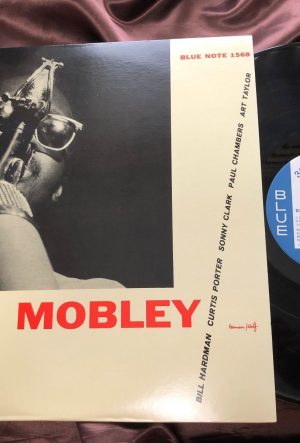 BLUE NOTE 1568
BILL HARDMAN CURTIS PORTER SONNY CLARK PAUL CHAMBERS ART TAYLOR
MOBLEY
BLUE